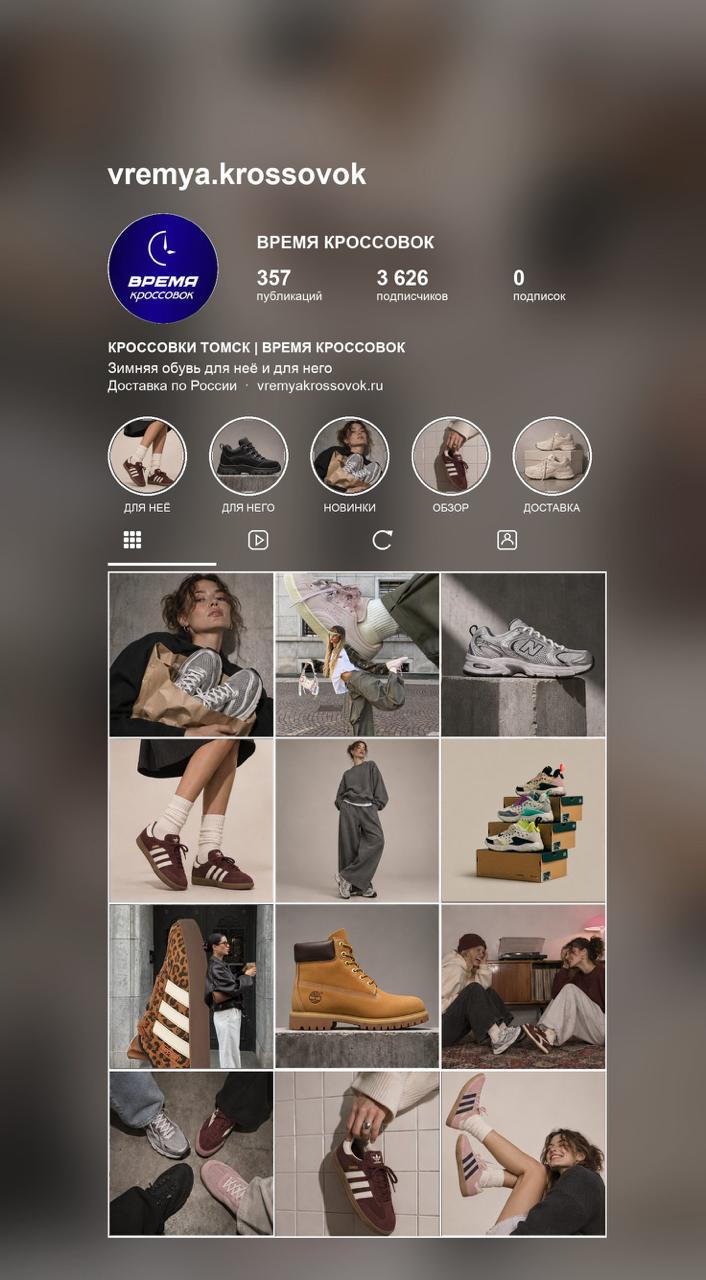 vremya.krossovok
ВРЕМЯ
КРОССОВОК
ВРЕМЯ КРОССОВОК
357
публикаций
3 626
подписчиков
0
подписок
КРОССОВКИ ТОМСК | ВРЕМЯ КРОССОВОК
Зимняя обувь для неё и для него
Доставка по России · vremyakrossovok.ru
ДЛЯ НЕЁ
ДЛЯ НЕГО
НОВИНКИ
ОБЗОР
ДОСТАВКА